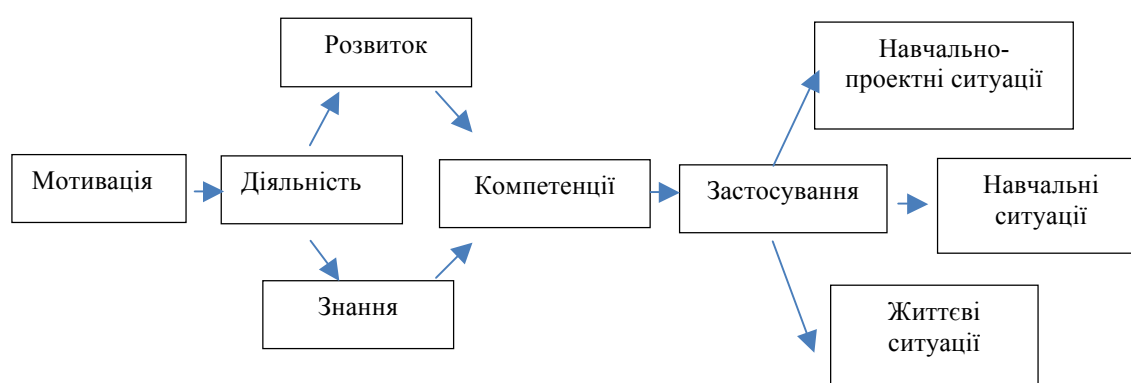 Розвиток
Навчально-
проектні ситуації
Мотивація
Діяльність
Компетенції
Застосування
Навчальні
ситуації
Знання
Життєві
ситуації